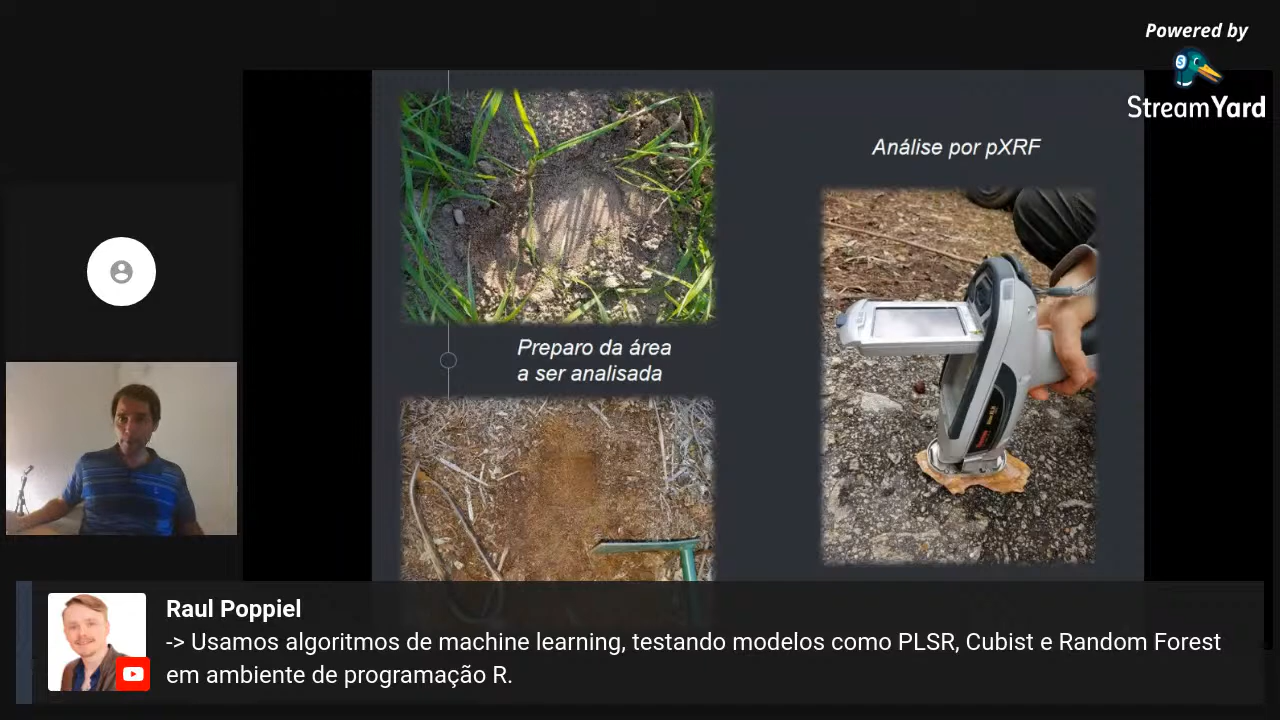 Powered by
StreamYard
Análise por pXRF
Preparo da área
a ser analisada
Raul Poppiel
-> Usamos algoritmos de machine learning, testando modelos como PLSR, Cubist e Random Forest
em ambiente de programação R.